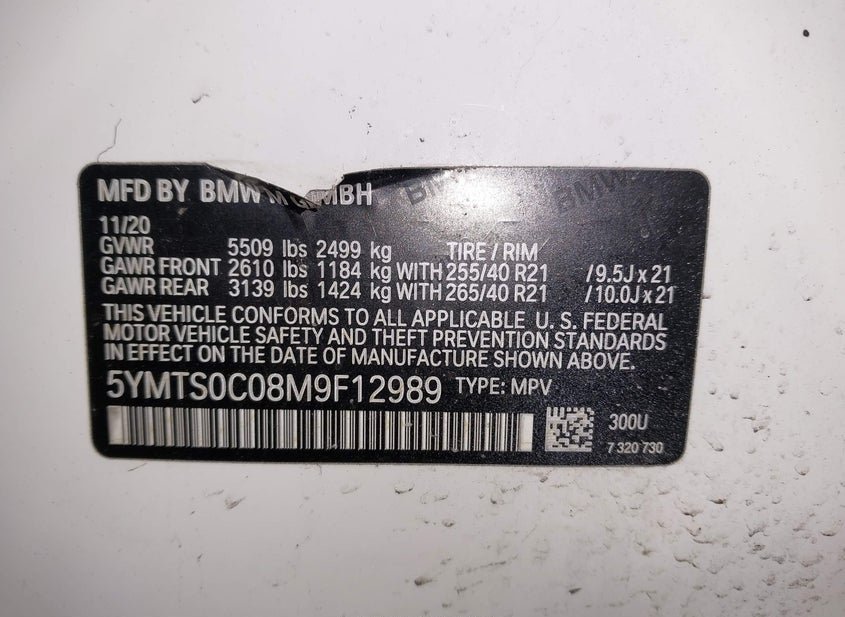 MFD BY BMW M GMBH
11/20
GVWR 5509 lbs 2499 kg TIRE / RIM
GAWR FRONT 2610 lbs 1184 kg WITH 255/40 R21 /9.5J x 21
GAWR REAR 3139 lbs 1424 kg WITH 265/40 R21 /10.0J x 21
THIS VEHICLE CONFORMS TO ALL APPLICABLE U. S. FEDERAL
MOTOR VEHICLE SAFETY AND THEFT PREVENTION STANDARDS
IN EFFECT ON THE DATE OF MANUFACTURE SHOWN ABOVE.
5YMTS0C08M9F12989 TYPE: MPV
300U
7 320 730